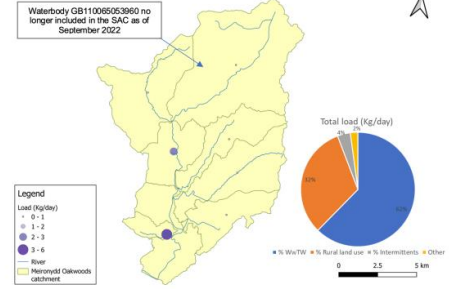 Waterbody GB110065053960 no
longer included in the SAC as of
September 2022
Total load (Kg/day)
4%
2%
32%
62%
% WwTW % Rural land use % Intermittents Other
Legend
Load (Kg/day)
0 - 1
1 - 2
2 - 3
3 - 6
River
Meironydd Oakwoods
catchment
0 2.5 5 km